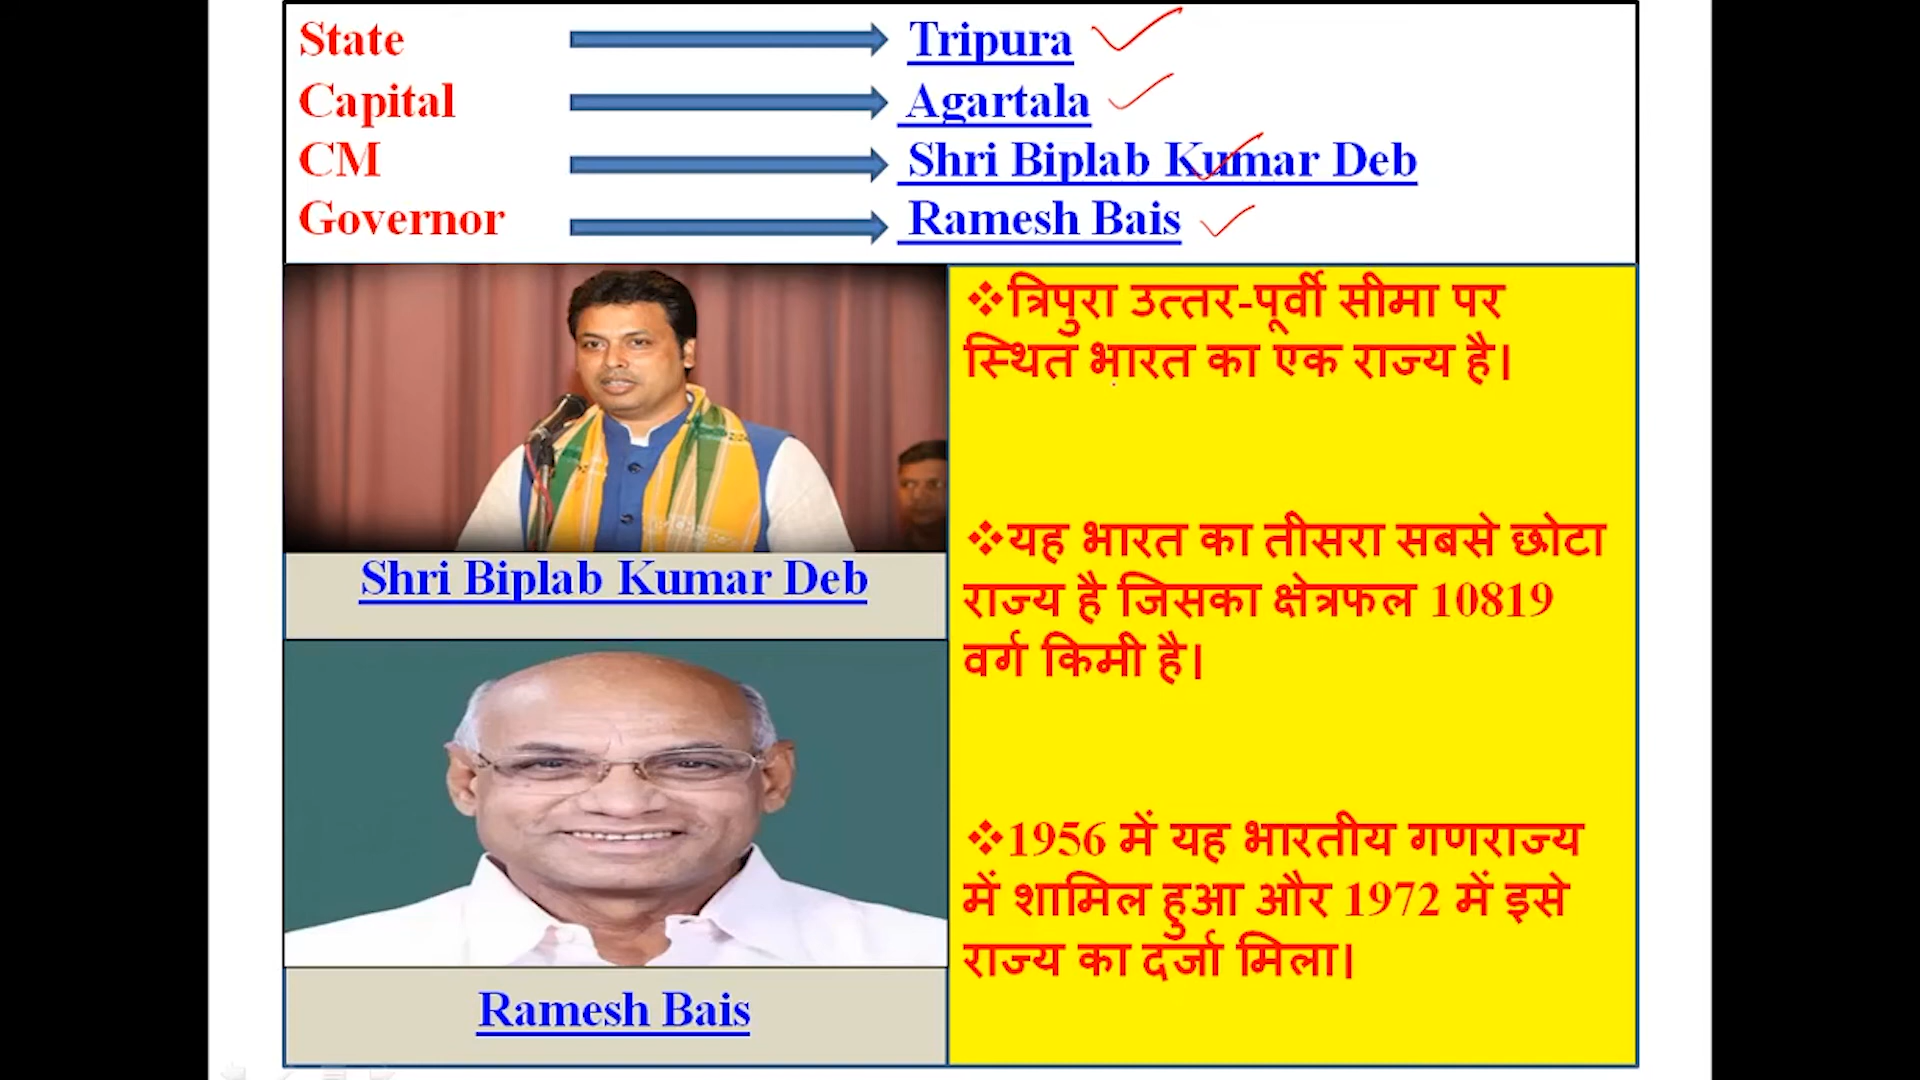 State Tripura
Capital Agartala
CM Shri Biplab Kumar Deb
Governor Ramesh Bais
Shri Biplab Kumar Deb
Ramesh Bais
❖त्रिपुरा उत्तर-पूर्वी सीमा पर
स्थित भारत का एक राज्य है।
❖यह भारत का तीसरा सबसे छोटा
राज्य है जिसका क्षेत्रफल 10819
वर्ग किमी है।
❖1956 में यह भारतीय गणराज्य
में शामिल हुआ और 1972 में इसे
राज्य का दर्जा मिला।